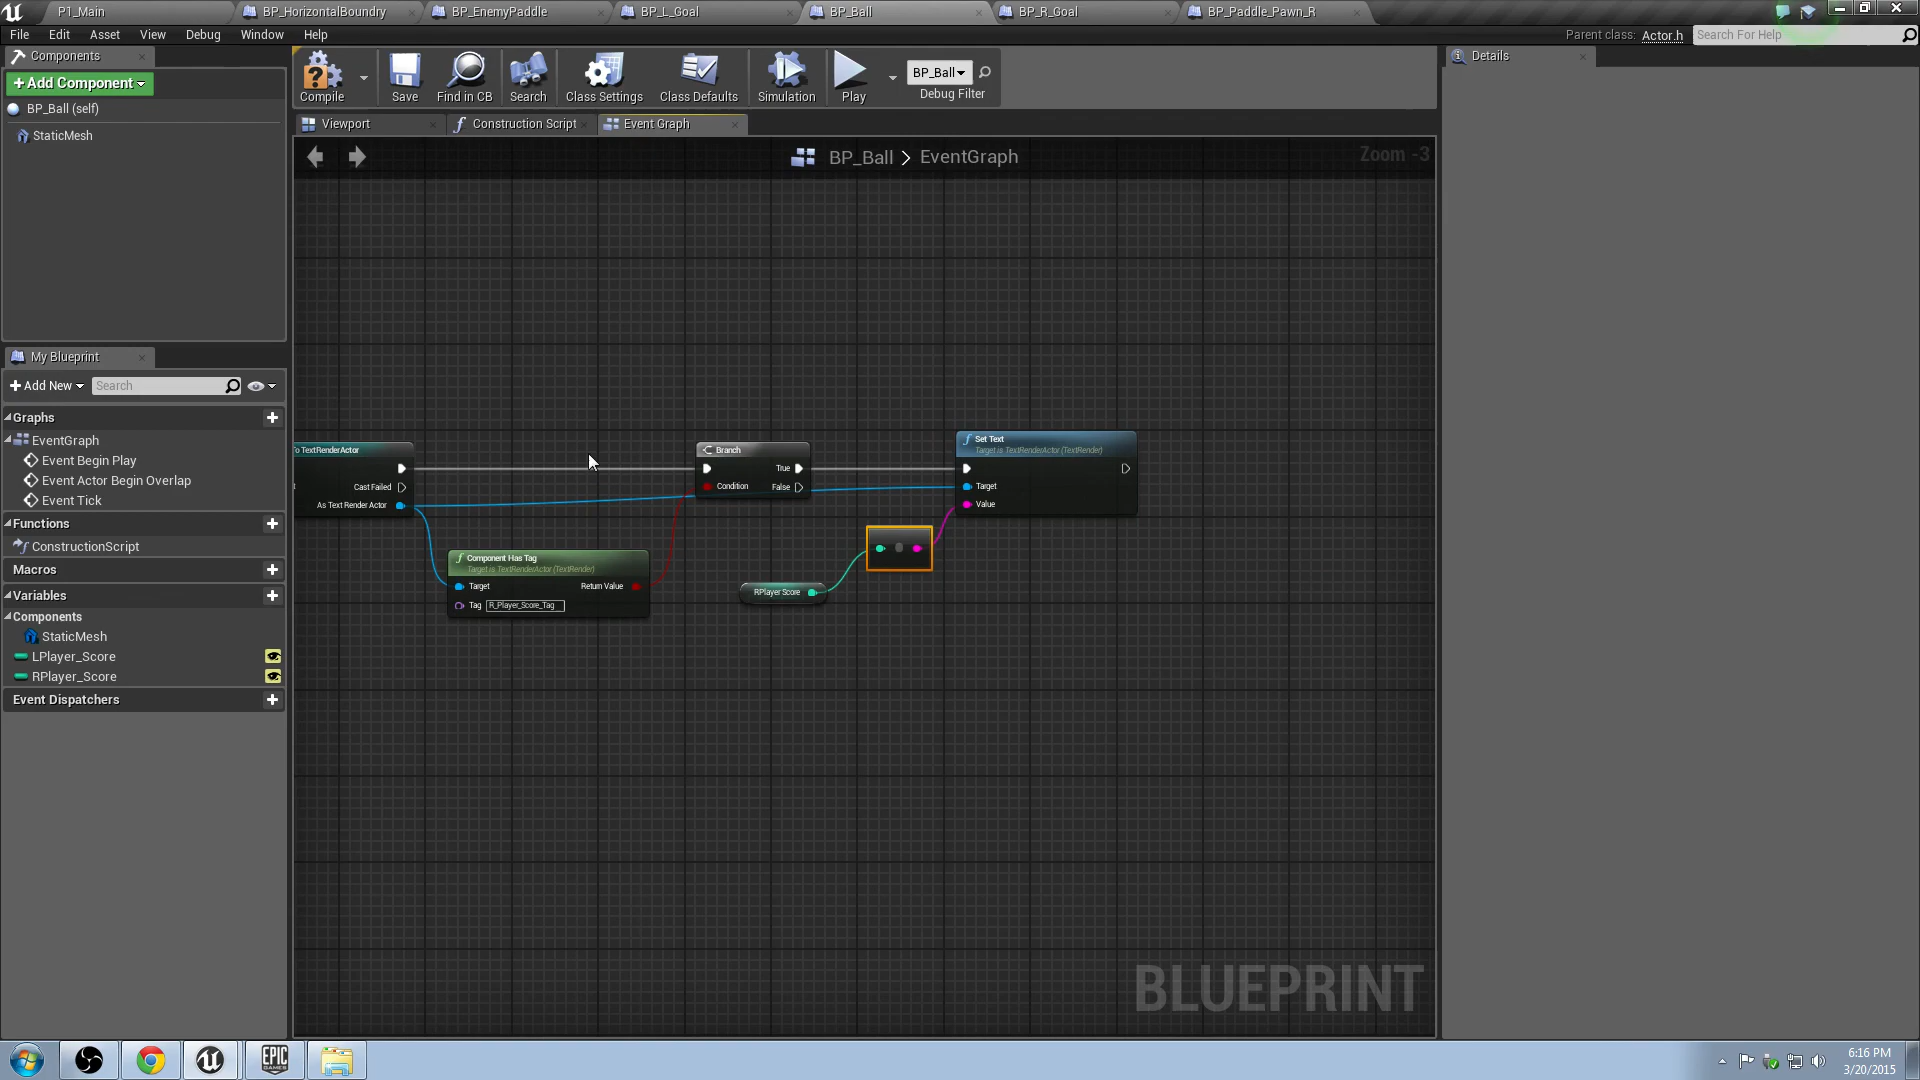 P1_Main
BP_HorizontalBoundry
BP_EnemyPaddle
BP_L_Goal
BP_Ball
BP_R_Goal
BP_Paddle_Pawn_R
File Edit Asset View Debug Window Help
Parent class: Actor.h
Search For Help
Components
+Add Component
BP_Ball (self)
StaticMesh
Compile
Save
Find in CB
Search
Class Settings
Class Defaults
Simulation
Play
BP_Ball
Debug Filter
Details
Viewport
Construction Script
Event Graph
BP_Ball > EventGraph
Zoom -3
My Blueprint
+Add New
Search
Graphs
EventGraph
Event Begin Play
Event Actor Begin Overlap
Event Tick
Functions
ConstructionScript
Macros
Variables
Components
StaticMesh
LPlayer_Score
RPlayer_Score
Event Dispatchers
To TextRenderActor
Cast Failed
As Text Render Actor
Component Has Tag
Target is TextRenderActor (TextRender)
Target
Return Value
Tag R_Player_Score_Tag
Branch
True
Condition
False
RPlayer Score
Set Text
Target is TextRenderActor (TextRender)
Target
Value
BLUEPRINT
EPIC
GAMES
6:16 PM
3/20/2015